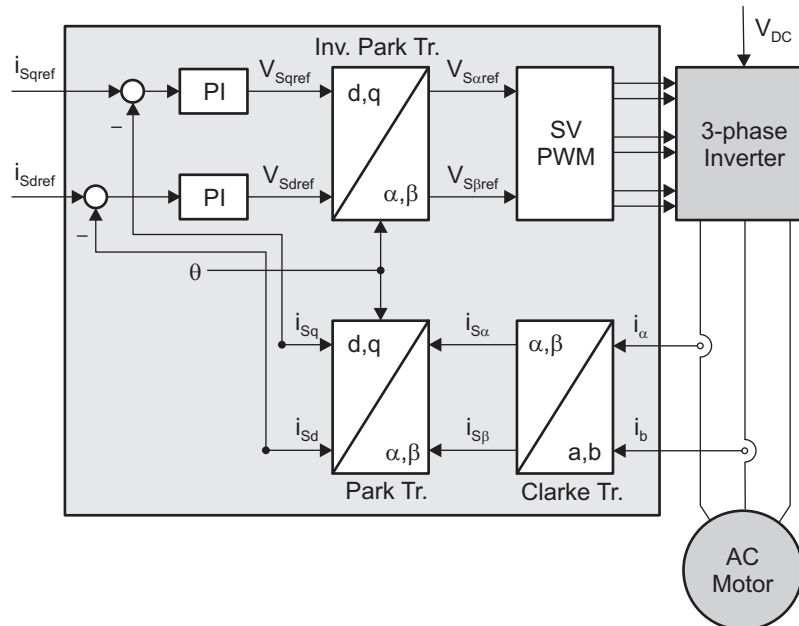 Inv. Park Tr.
V_DC
i_Sqref
PI
V_Sqref
d,q
V_Sαref
SV
PWM
3-phase
Inverter
–
i_Sdref
PI
V_Sdref
α,β
V_Sβref
–
θ
i_Sq
d,q
i_Sα
α,β
i_α
i_Sd
α,β
i_Sβ
a,b
i_b
Park Tr.
Clarke Tr.
AC
Motor